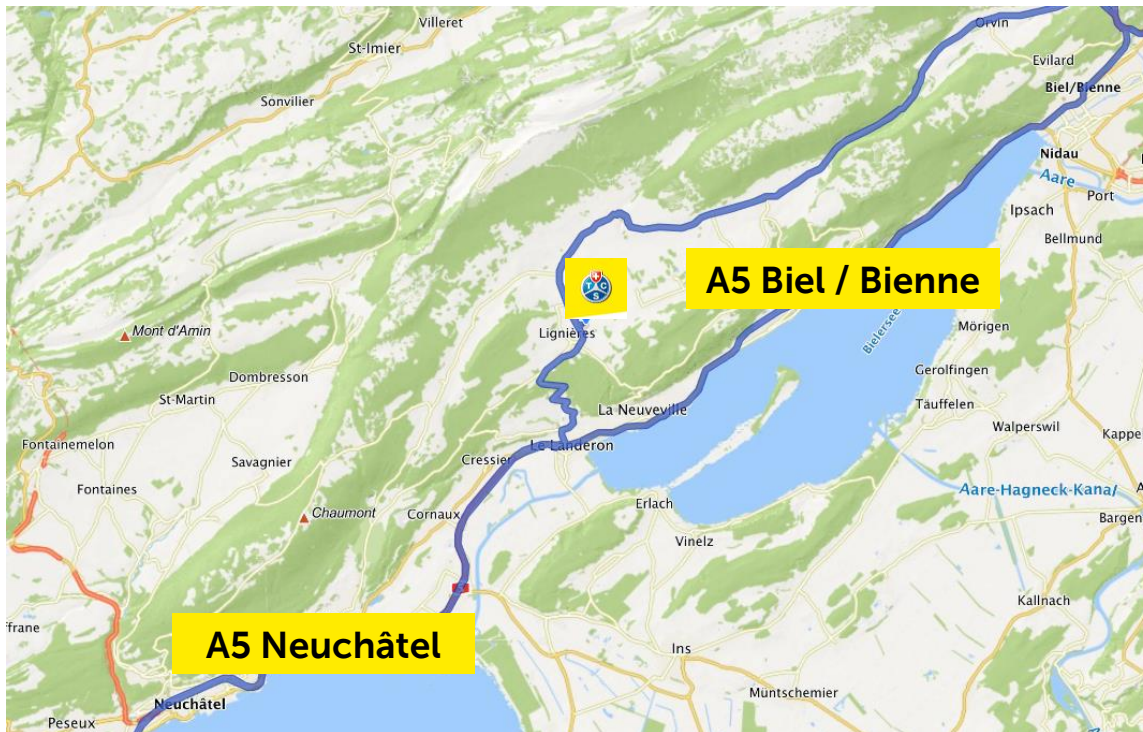 Villeret
Orvin
St-Imier
Evilard
Biel/Bienne
Sonvilier
Nidau
Aare
Port
Ipsach
Bellmund
T C S
A5 Biel / Bienne
Mont d'Amin
Lignières
Bielersee
Mörigen
Gerolfingen
Dombresson
St-Martin
La Neuveville
Täuffelen
Walperswil
Kappe
Fontainemelon
Le Landeron
Savagnier
Cressier
Fontaines
Erlach
Aare-Hagneck-Kanal
Chaumont
Cornaux
Bargen
Vinelz
Kallnach
ffrane
A5 Neuchâtel
Ins
Müntschemier
Neuchâtel
Peseux